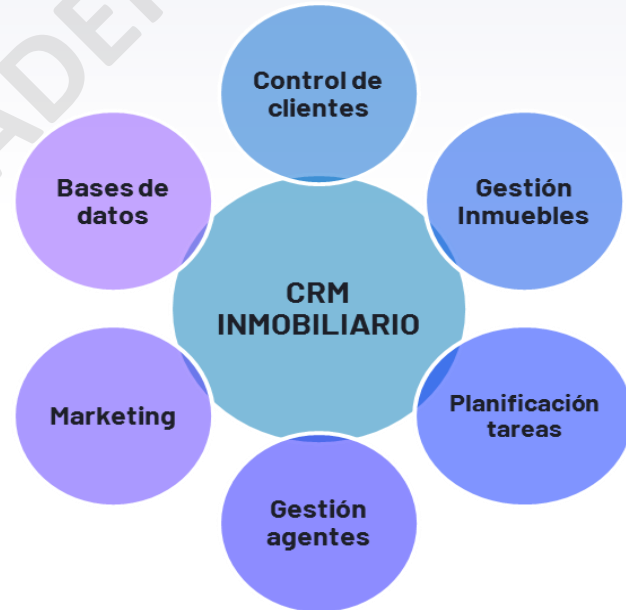 Control de
clientes
Gestión
Inmuebles
Planificación
tareas
Gestión
agentes
Marketing
Bases de
datos
CRM
INMOBILIARIO